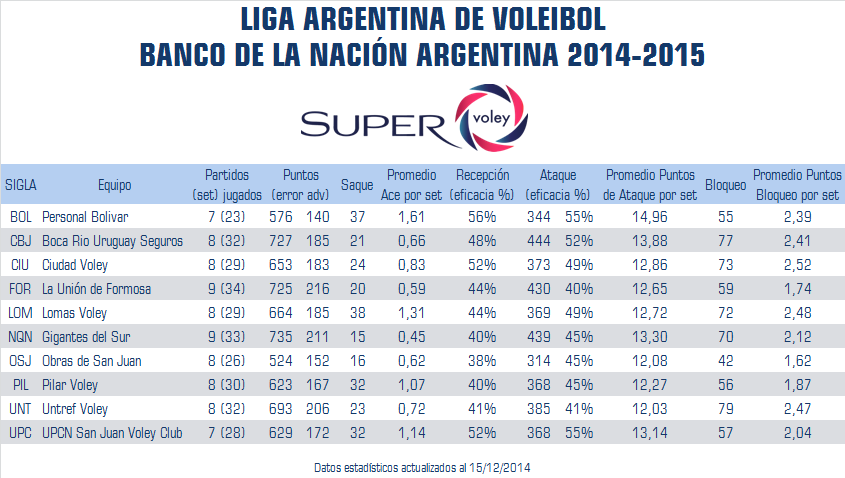 LIGA ARGENTINA DE VOLEIBOL
BANCO DE LA NACIÓN ARGENTINA 2014-2015
SUPER voley
SIGLA Equipo Partidos (set) jugados Puntos (error adv) Saque Promedio Ace por set Recepción (eficacia %) Ataque (eficacia %) Promedio Puntos de Ataque por set Bloqueo Promedio Puntos Bloqueo por set
BOL Personal Bolivar 7 (23) 576 140 37 1,61 56% 344 55% 14,96 55 2,39
CBJ Boca Rio Uruguay Seguros 8 (32) 727 185 21 0,66 48% 444 52% 13,88 77 2,41
CIU Ciudad Voley 8 (29) 653 183 24 0,83 52% 373 49% 12,86 73 2,52
FOR La Unión de Formosa 9 (34) 725 216 20 0,59 44% 430 40% 12,65 59 1,74
LOM Lomas Voley 8 (29) 664 185 38 1,31 44% 369 49% 12,72 72 2,48
NQN Gigantes del Sur 9 (33) 735 211 15 0,45 40% 439 45% 13,30 70 2,12
OSJ Obras de San Juan 8 (26) 524 152 16 0,62 38% 314 45% 12,08 42 1,62
PIL Pilar Voley 8 (30) 623 167 32 1,07 40% 368 45% 12,27 56 1,87
UNT Untref Voley 8 (32) 693 206 23 0,72 41% 385 41% 12,03 79 2,47
UPC UPCN San Juan Voley Club 7 (28) 629 172 32 1,14 52% 368 55% 13,14 57 2,04
Datos estadísticos actualizados al 15/12/2014